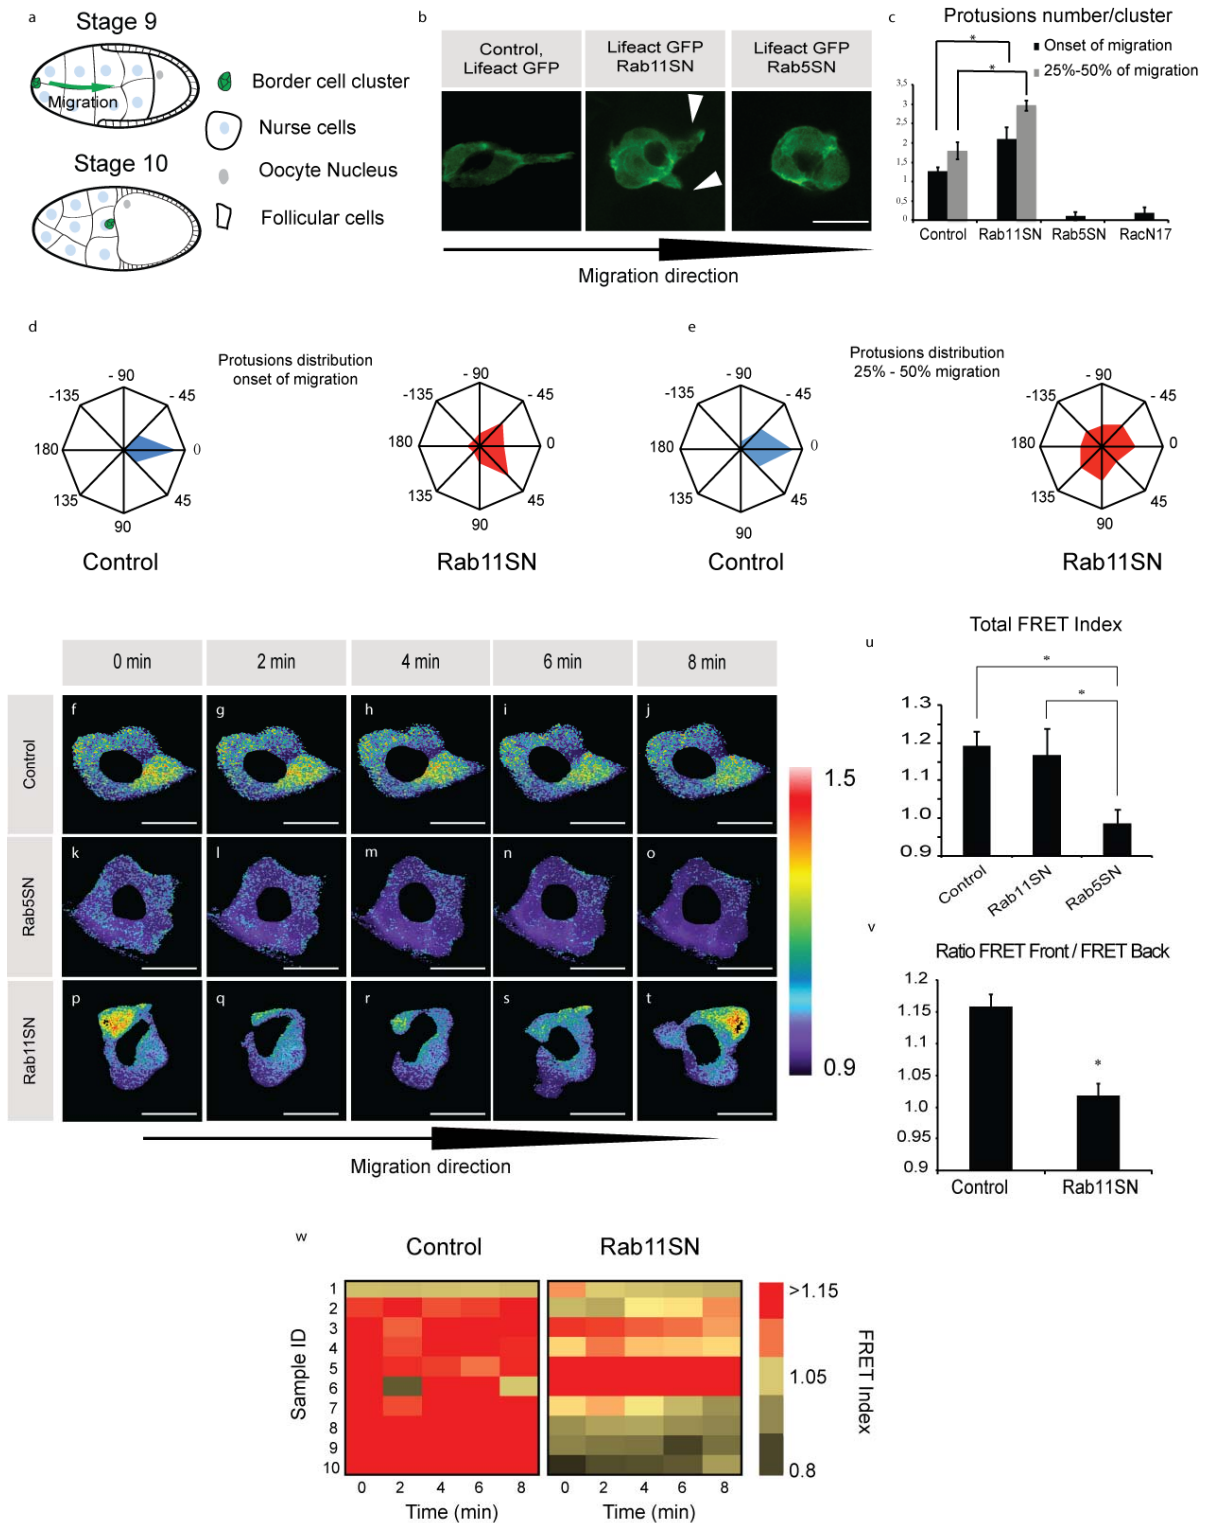 a
Stage 9
Migration
Border cell cluster
Nurse cells
Oocyte Nucleus
Follicular cells
Stage 10
b
Control,
Lifeact GFP
Lifeact GFP
Rab11SN
Lifeact GFP
Rab5SN
Migration direction
c
Protusions number/cluster
Onset of migration
25%-50% of migration
*
*
3,5
3
2,5
2
1,5
1
0,5
0
Control Rab11SN Rab5SN RacN17
d
Protusions distribution
onset of migration
- 90
-135 - 45
180 0
135 45
90
Control
- 90
-135 - 45
180 0
135 45
90
Rab11SN
e
Protusions distribution
25% - 50% migration
- 90
-135 - 45
180 0
135 45
90
Control
- 90
-135 - 45
180 0
135 45
90
Rab11SN
0 min 2 min 4 min 6 min 8 min
Control
f g h i j
Rab5SN
k l m n o
Rab11SN
p q r s t
1.5
0.9
Migration direction
u
Total FRET Index
*
*
1.3
1.2
1.1
1.0
0.9
Control Rab11SN Rab5SN
v
Ratio FRET Front / FRET Back
1.2
1.15
1.1
1.05
1.0
0.95
0.9
*
Control Rab11SN
w
Control Rab11SN
Sample ID
1
2
3
4
5
6
7
8
9
10
0 2 4 6 8
Time (min)
0 2 4 6 8
Time (min)
>1.15
1.05
0.8
FRET Index